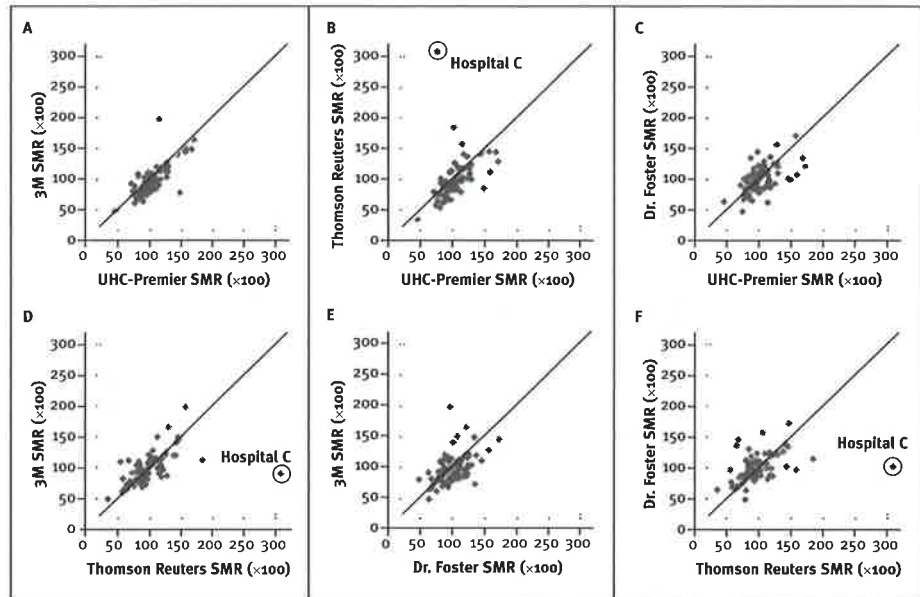 A
3M SMR (×100)
300
250
200
150
100
50
0
0 50 100 150 200 250 300
UHC-Premier SMR (×100)
B
Thomson Reuters SMR (×100)
300
250
200
150
100
50
0
Hospital C
0 50 100 150 200 250 300
UHC-Premier SMR (×100)
C
Dr. Foster SMR (×100)
300
250
200
150
100
50
0
0 50 100 150 200 250 300
UHC-Premier SMR (×100)
D
3M SMR (×100)
300
250
200
150
100
50
0
Hospital C
50 100 150 200 250 300
Thomson Reuters SMR (×100)
E
3M SMR (×100)
300
250
200
150
100
50
0
0 50 100 150 200 250 300
Dr. Foster SMR (×100)
F
Dr. Foster SMR (×100)
300
250
200
150
100
50
0
Hospital C
50 100 150 200 250 300
Thomson Reuters SMR (×100)